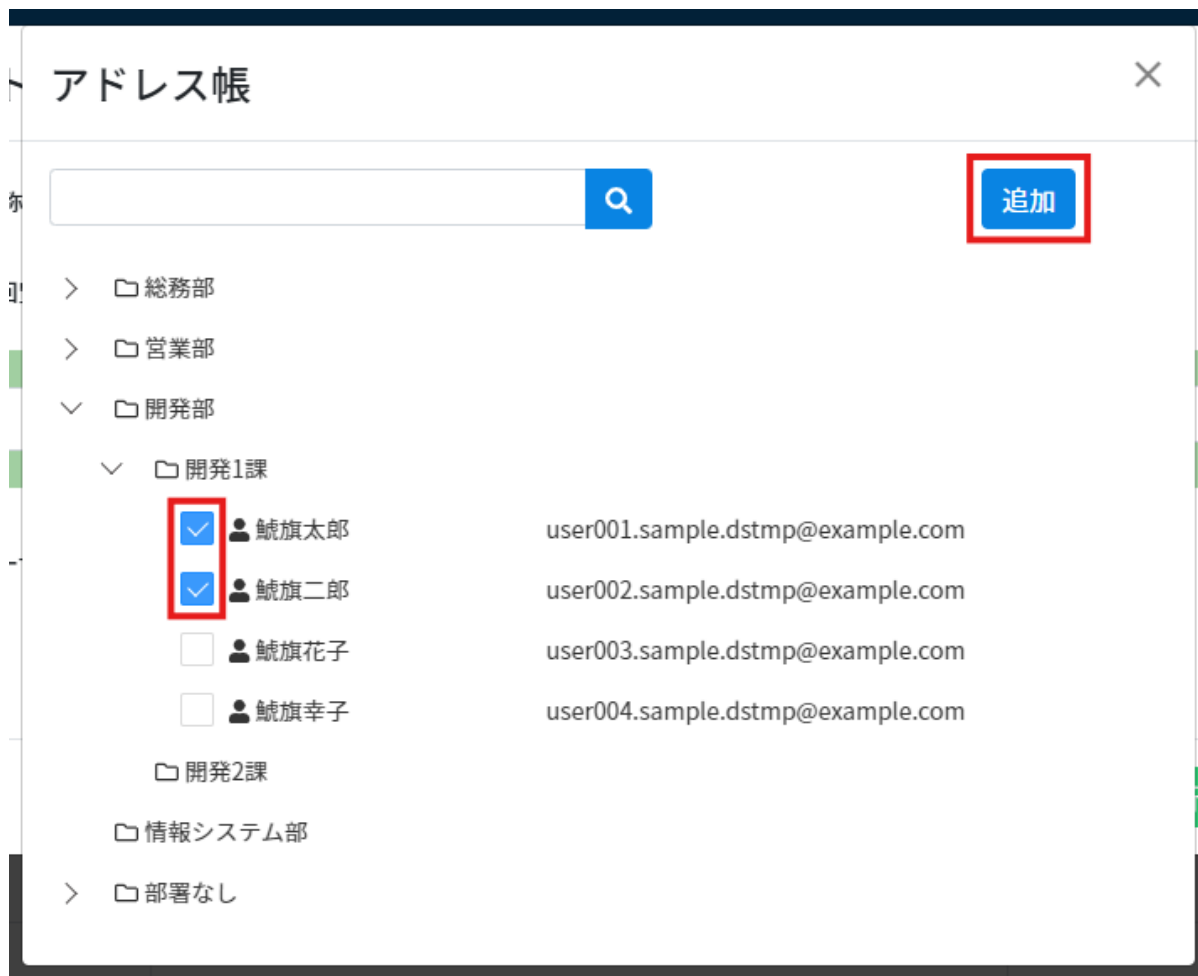 アドレス帳
追加
総務部
営業部
開発部
開発1課
鯱旗太郎 user001.sample.dstmp@example.com
鯱旗二郎 user002.sample.dstmp@example.com
鯱旗花子 user003.sample.dstmp@example.com
鯱旗幸子 user004.sample.dstmp@example.com
開発2課
情報システム部
部署なし